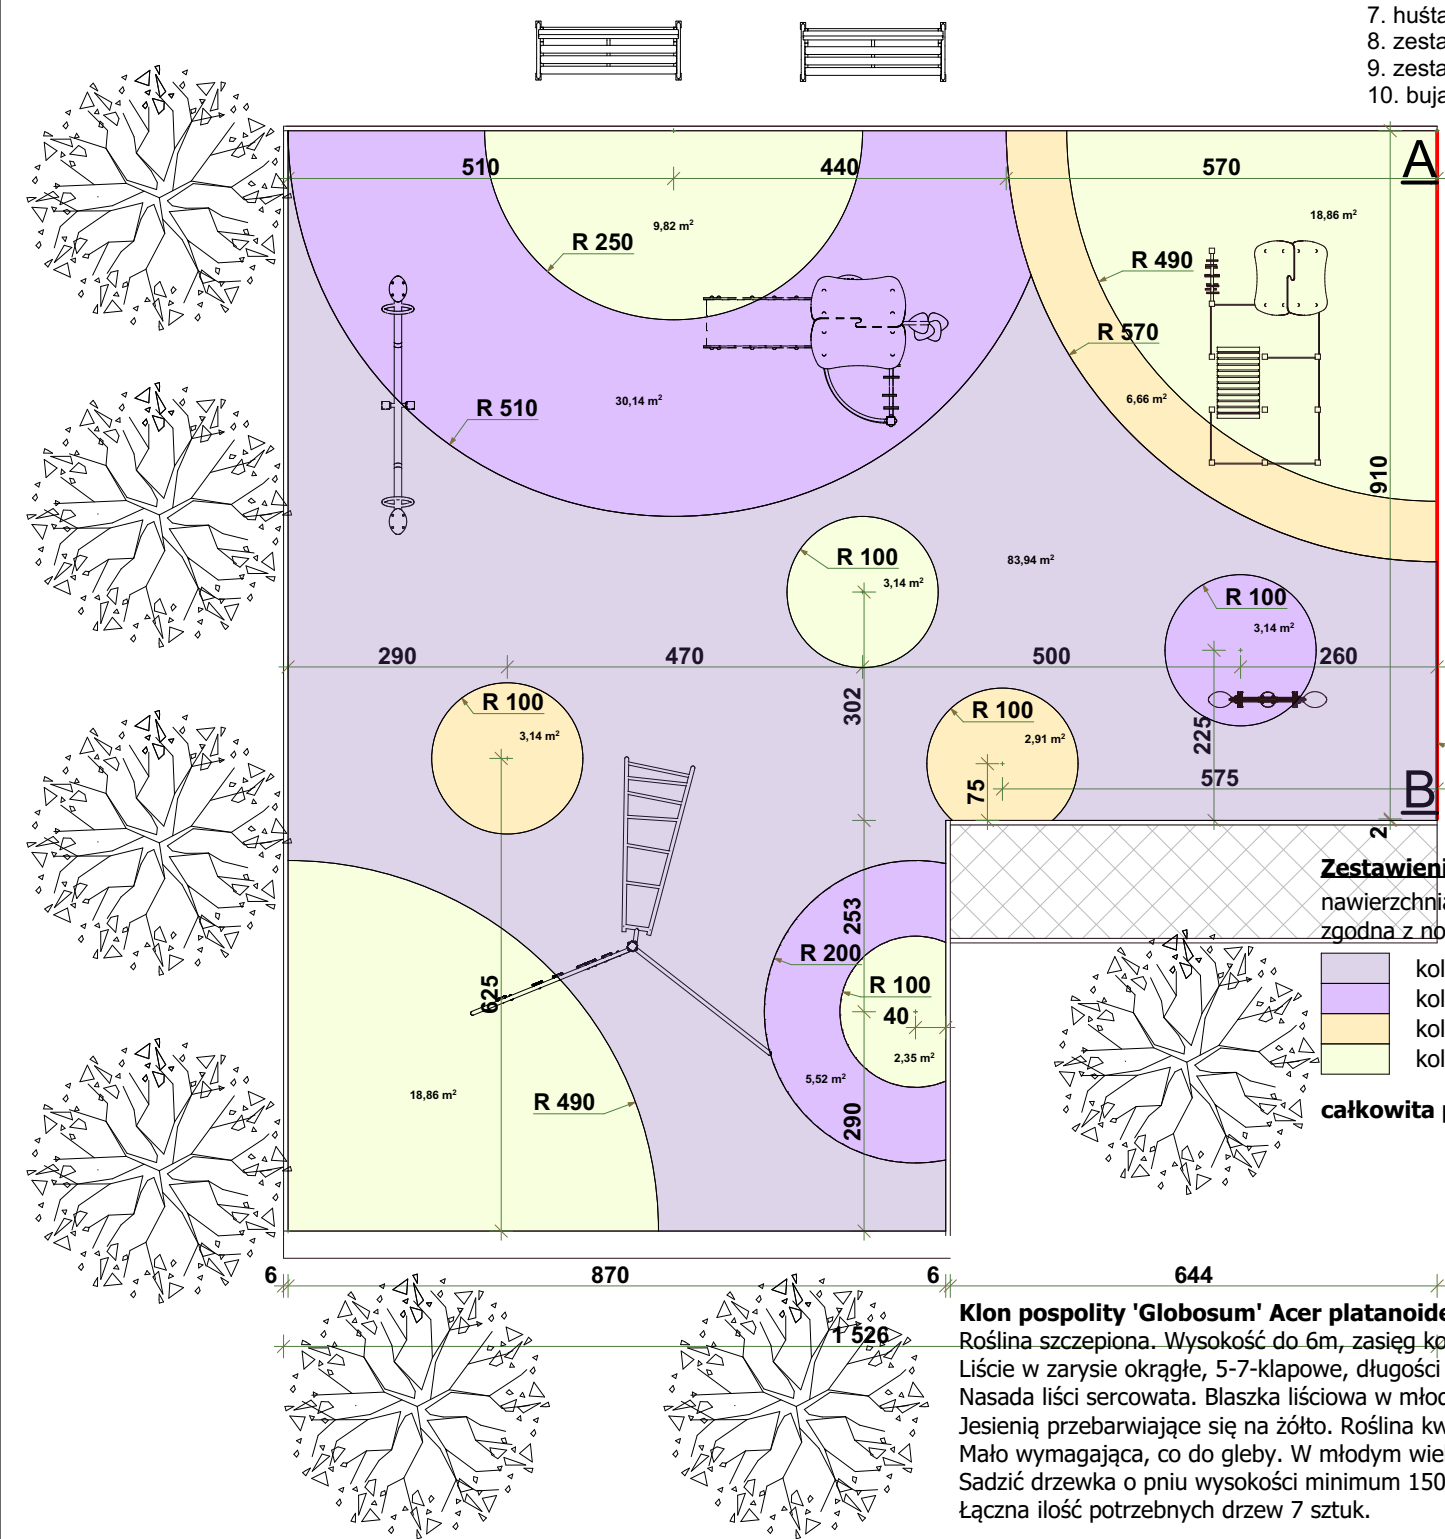 7. huśta
8. zesta
9. zesta
10. buja
510
440
570
A
9,82 m²
18,86 m²
R 250
R 490
R 570
R 510
30,14 m²
6,66 m²
910
R 100
3,14 m²
83,94 m²
R 100
3,14 m²
290
470
500
260
R 100
3,14 m²
302
R 100
2,91 m²
225
75
575
B
2
Zestawieni
nawierzchnia
zgodna z no
kol
kol
kol
kol
całkowita p
253
R 200
R 100
40
2,35 m²
5,52 m²
290
625
18,86 m²
R 490
6
870
6
644
1 526
Klon pospolity 'Globosum' Acer platanoide
Roślina szczepiona. Wysokość do 6m, zasięg ko
Liście w zarysie okrągłe, 5-7-klapowe, długości
Nasada liści sercowata. Blaszka liściowa w młod
Jesienią przebarwiające się na żółto. Roślina kw
Mało wymagająca, co do gleby. W młodym wie
Sadzić drzewka o pniu wysokości minimum 150
Łączna ilość potrzebnych drzew 7 sztuk.